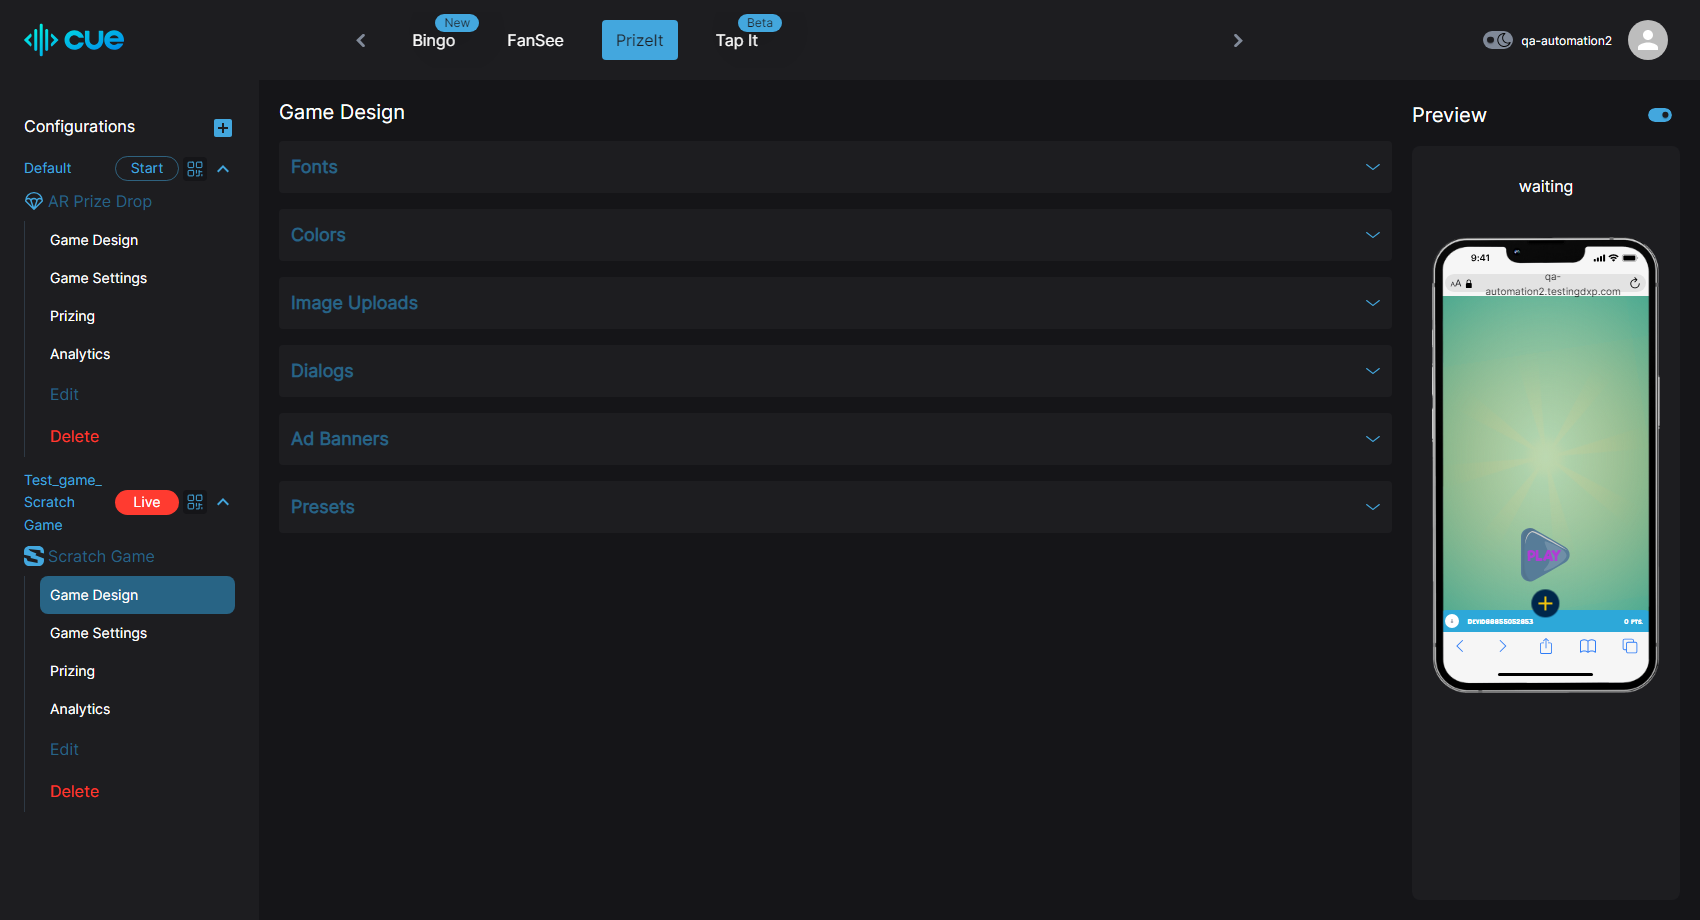 cue
New
Bingo
FanSee
PrizeIt
Beta
Tap It
qa-automation2
Configurations
Default
Start
AR Prize Drop
Game Design
Game Settings
Prizing
Analytics
Edit
Delete
Test_game_
Scratch
Game
Live
Scratch Game
Game Design
Game Settings
Prizing
Analytics
Edit
Delete
Game Design
Fonts
Colors
Image Uploads
Dialogs
Ad Banners
Presets
Preview
waiting
9:41
AA
qa-
automation2.testingdxp.com
PLAY
0 PTS.